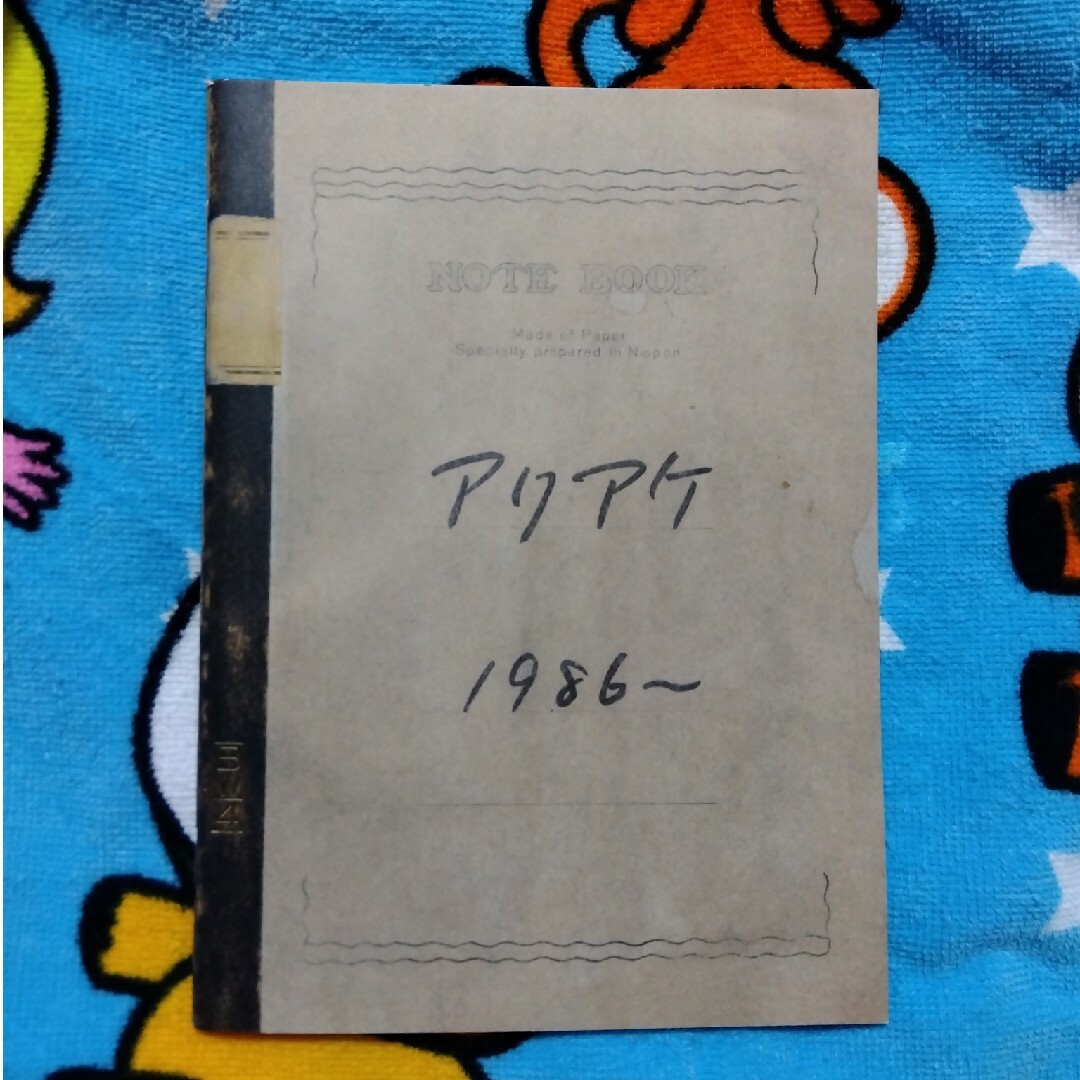 NOTE BOOK
Made of Paper
Specially prepared in Nippon
アリアケ
1986〜